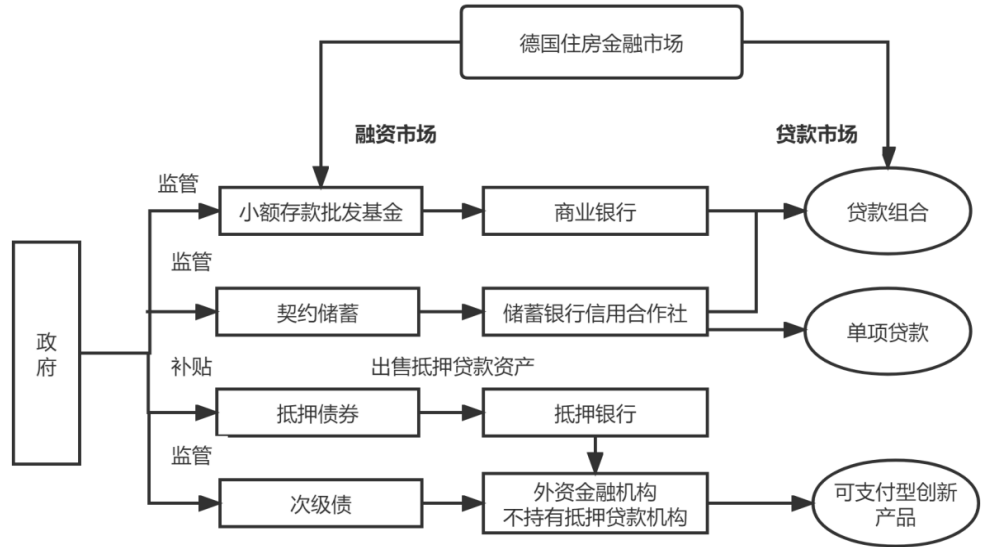 德国住房金融市场
融资市场
贷款市场
监管
小额存款批发基金
商业银行
贷款组合
监管
契约储蓄
储蓄银行信用合作社
单项贷款
政
府
补贴
出售抵押贷款资产
抵押债券
抵押银行
监管
次级债
外资金融机构
不持有抵押贷款机构
可支付型创新
产品